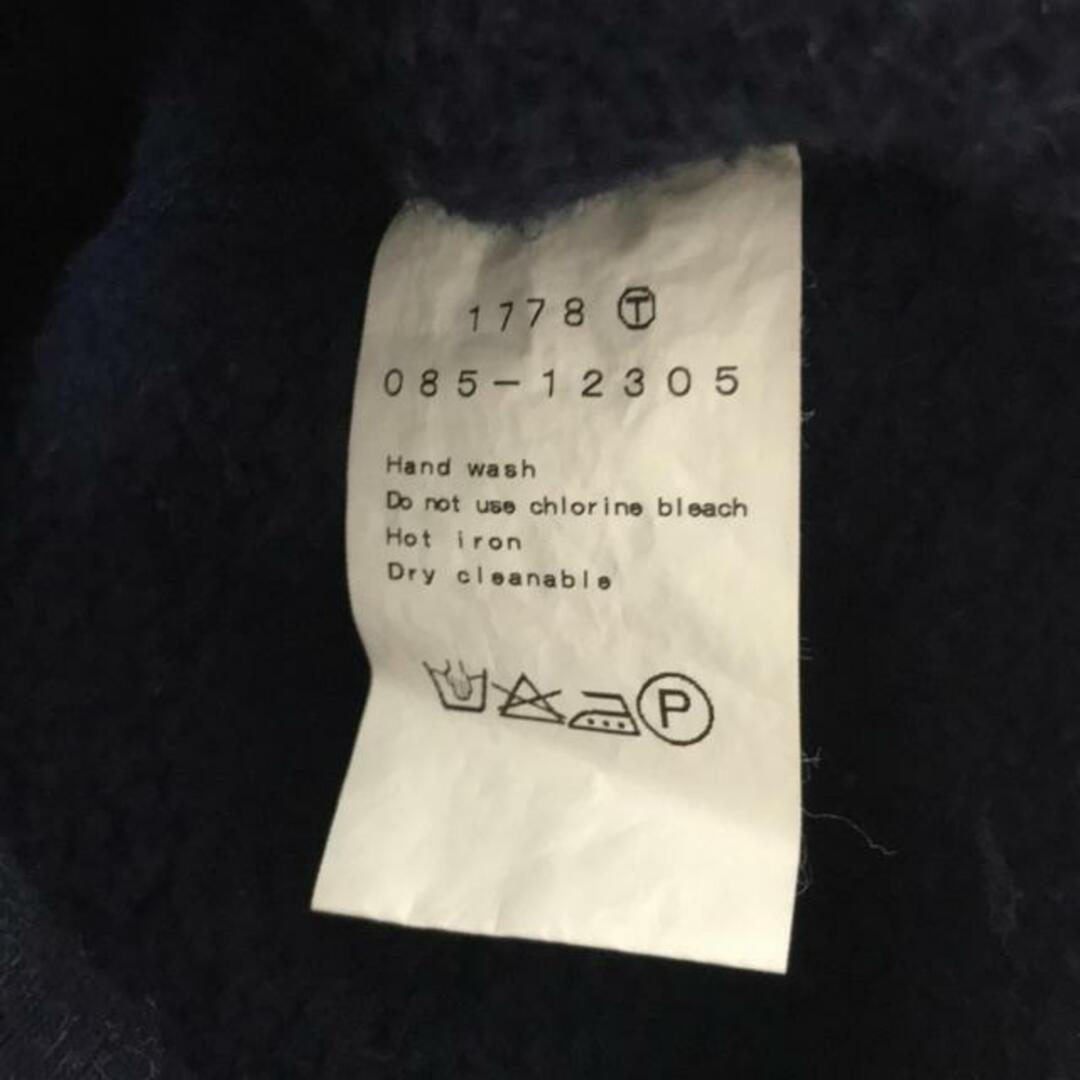 1778 Ⓣ
085-12305
Hand wash
Do not use chlorine bleach
Hot iron
Dry cleanable
P